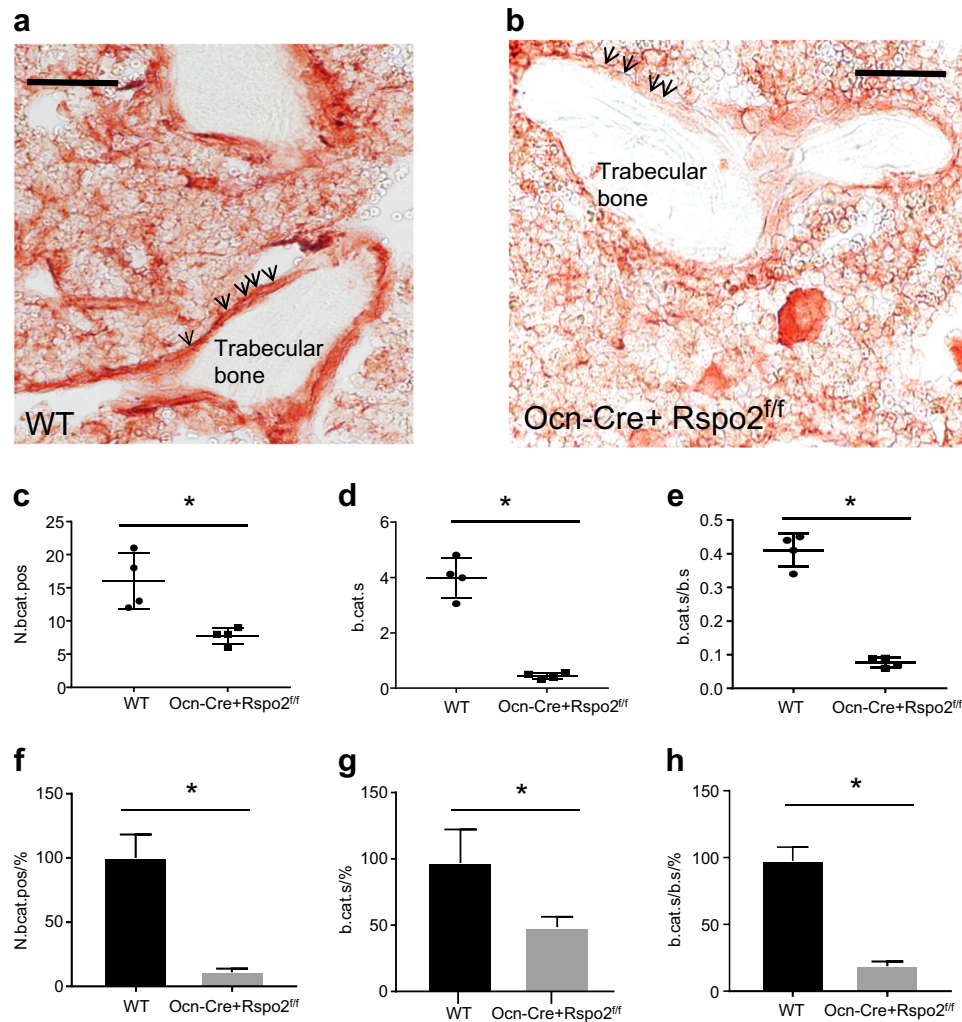 a
Trabecular
bone
WT
b
Trabecular
bone
Ocn-Cre+ Rspo2f/f
c
*
N.bcat.pos
25
20
15
10
5
0
WT
Ocn-Cre+Rspo2f/f
d
*
b.cat.s
6
4
2
0
WT
Ocn-Cre+Rspo2f/f
e
*
b.cat.s/b.s
0.5
0.4
0.3
0.2
0.1
0.0
WT
Ocn-Cre+Rspo2f/f
f
*
N.bcat.pos/%
150
100
50
0
WT
Ocn-Cre+Rspo2f/f
g
*
b.cat.s/%
150
100
50
0
WT
Ocn-Cre+Rspo2f/f
h
*
b.cat.s/b.s/%
150
100
50
0
WT
Ocn-Cre+Rspo2f/f